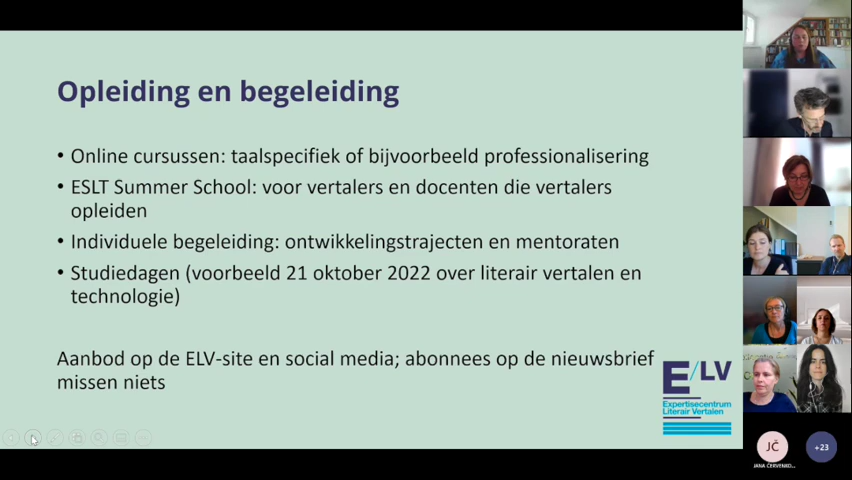 Opleiding en begeleiding
• Online cursussen: taalspecifiek of bijvoorbeeld professionalisering
• ESLT Summer School: voor vertalers en docenten die vertalers
opleiden
• Individuele begeleiding: ontwikkelingstrajecten en mentoraten
• Studiedagen (voorbeeld 21 oktober 2022 over literair vertalen en
technologie)
Aanbod op de ELV-site en social media; abonnees op de nieuwsbrief
missen niets
E/LV
Expertisecentrum
Literair Vertalen
JČ
+23